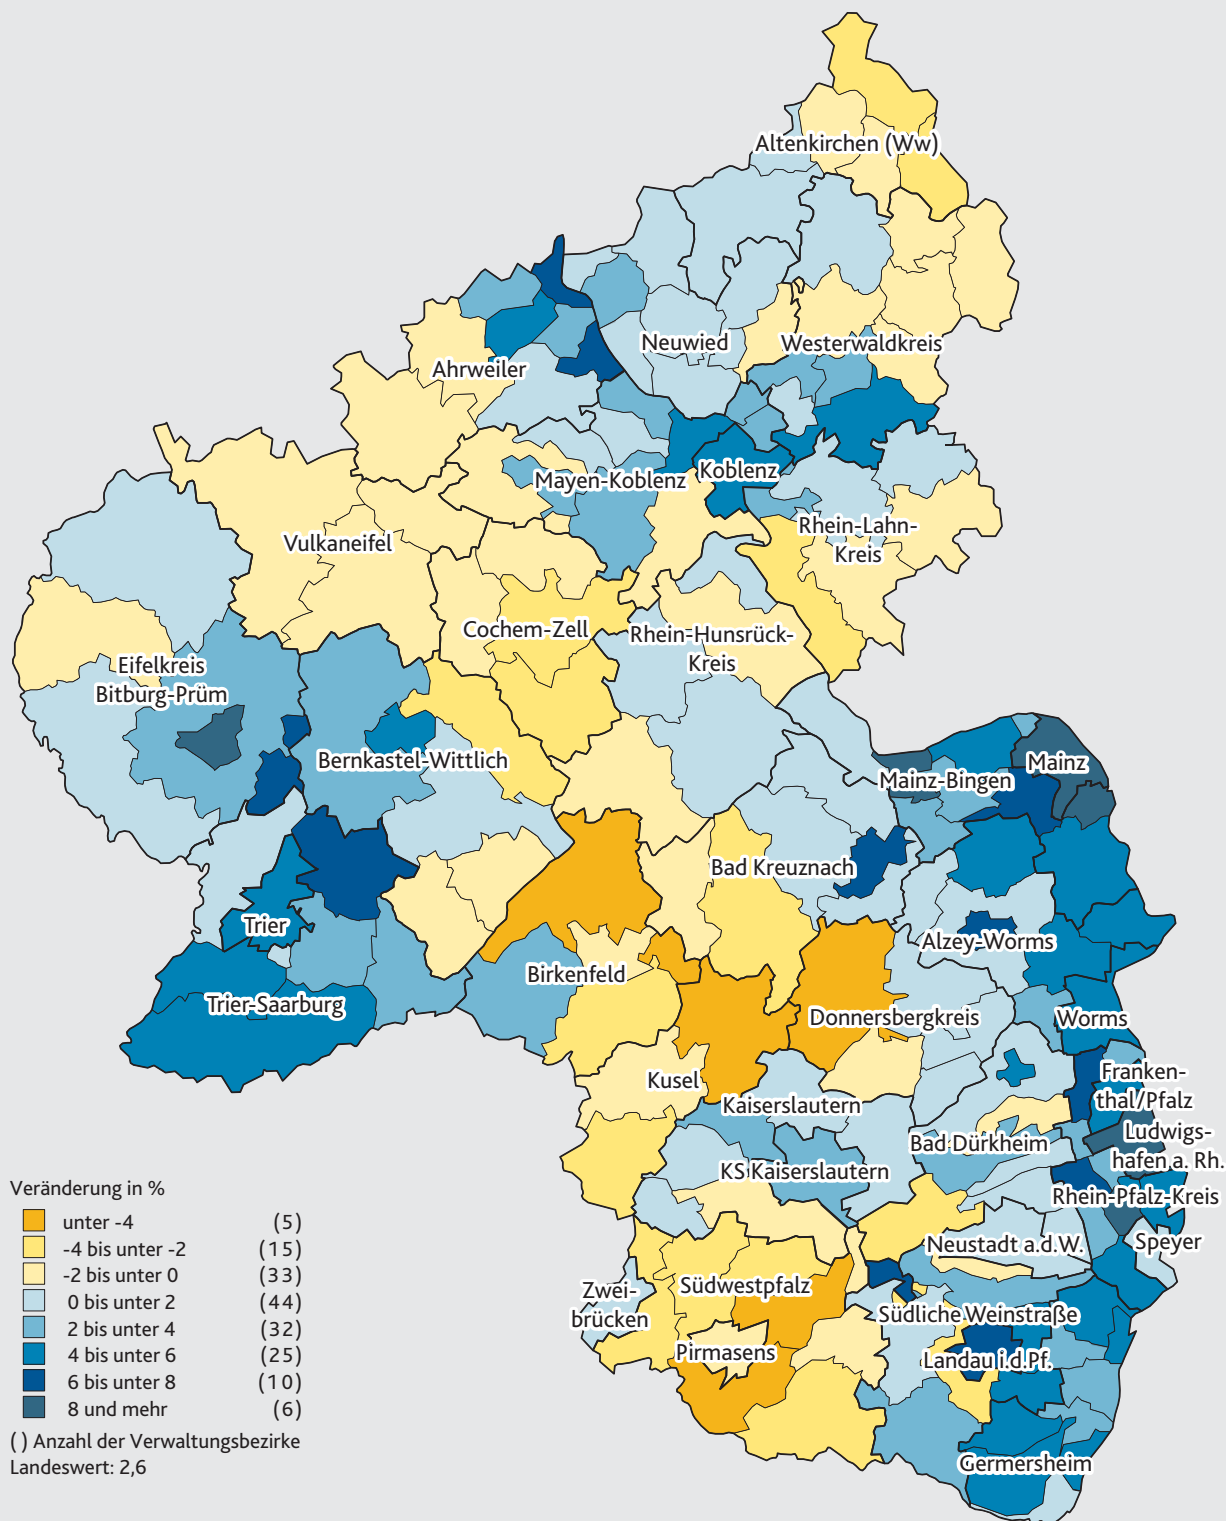 Altenkirchen (Ww)
Neuwied
Westerwaldkreis
Ahrweiler
Koblenz
Mayen-Koblenz
Rhein-Lahn-
Kreis
Vulkaneifel
Cochem-Zell
Rhein-Hunsrück-
Kreis
Eifelkreis
Bitburg-Prüm
Bernkastel-Wittlich
Mainz
Mainz-Bingen
Bad Kreuznach
Trier
Alzey-Worms
Birkenfeld
Trier-Saarburg
Donnersbergkreis
Worms
Kusel
Franken-
thal/Pfalz
Kaiserslautern
Ludwigs-
hafen a. Rh.
Bad Dürkheim
KS Kaiserslautern
Rhein-Pfalz-Kreis
Neustadt a.d.W.
Speyer
Zwei-
brücken
Südwestpfalz
Südliche Weinstraße
Pirmasens
Landau i.d.Pf.
Germersheim
Veränderung in %
unter -4 (5)
-4 bis unter -2 (15)
-2 bis unter 0 (33)
0 bis unter 2 (44)
2 bis unter 4 (32)
4 bis unter 6 (25)
6 bis unter 8 (10)
8 und mehr (6)
( ) Anzahl der Verwaltungsbezirke
Landeswert: 2,6